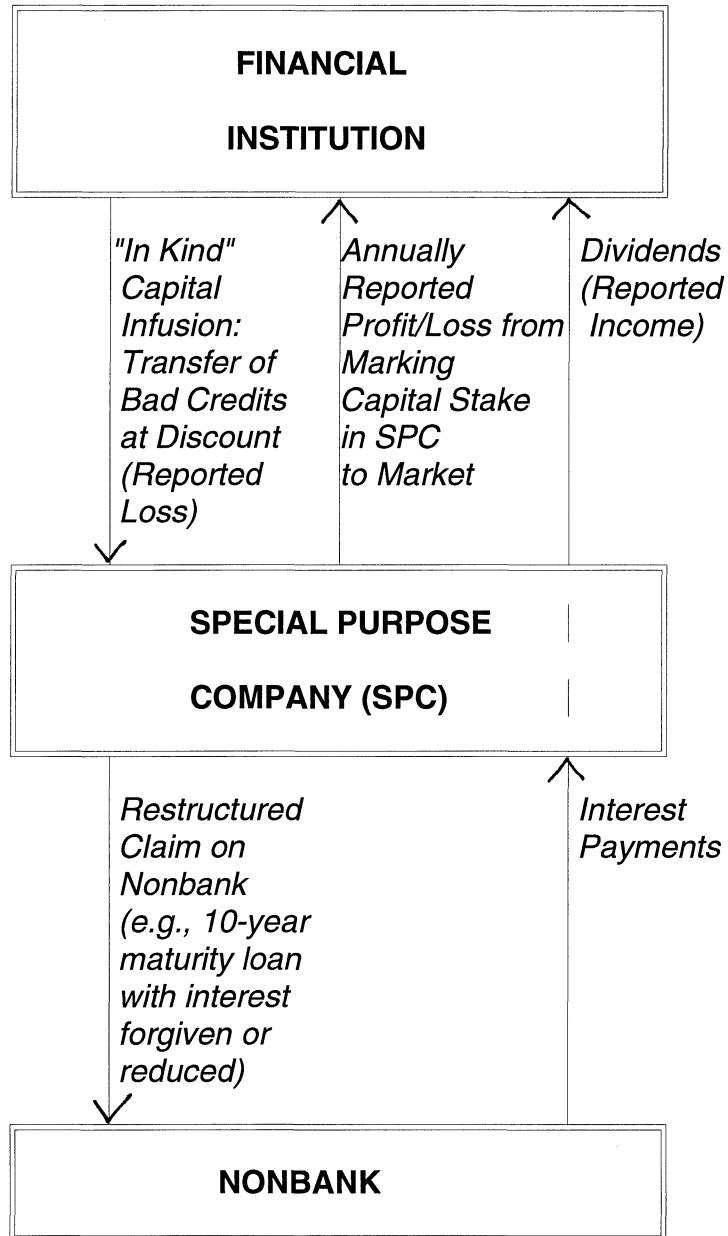 FINANCIAL
INSTITUTION
"In Kind"
Capital
Infusion:
Transfer of
Bad Credits
at Discount
(Reported
Loss)
Annually
Reported
Profit/Loss from
Marking
Capital Stake
in SPC
to Market
Dividends
(Reported
Income)
SPECIAL PURPOSE
COMPANY (SPC)
Restructured
Claim on
Nonbank
(e.g., 10-year
maturity loan
with interest
forgiven or
reduced)
Interest
Payments
NONBANK